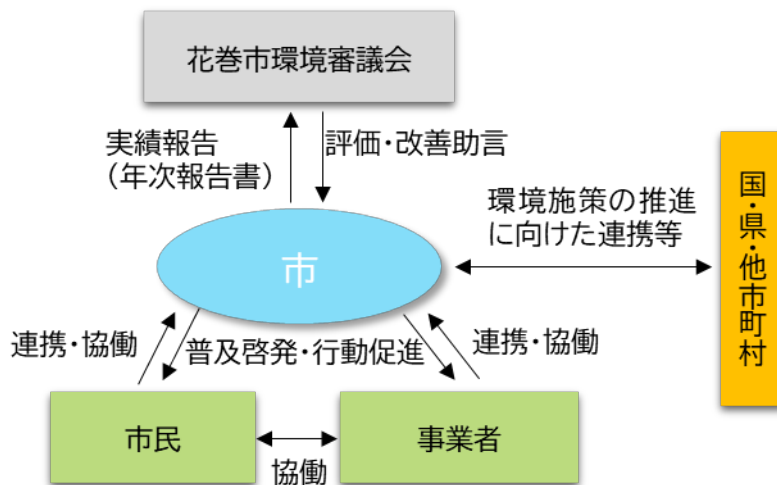 花巻市環境審議会
実績報告
（年次報告書）
評価・改善助言
環境施策の推進
に向けた連携等
国・県・他市町村
市
連携・協働
普及啓発・行動促進
連携・協働
市民
事業者
協働